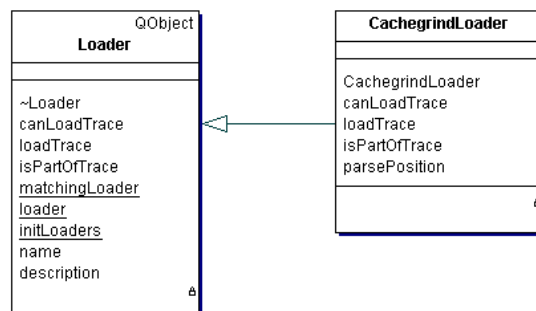 QObject
Loader
~Loader
canLoadTrace
loadTrace
isPartOfTrace
matchingLoader
loader
initLoaders
name
description
CachegrindLoader
CachegrindLoader
canLoadTrace
loadTrace
isPartOfTrace
parsePosition